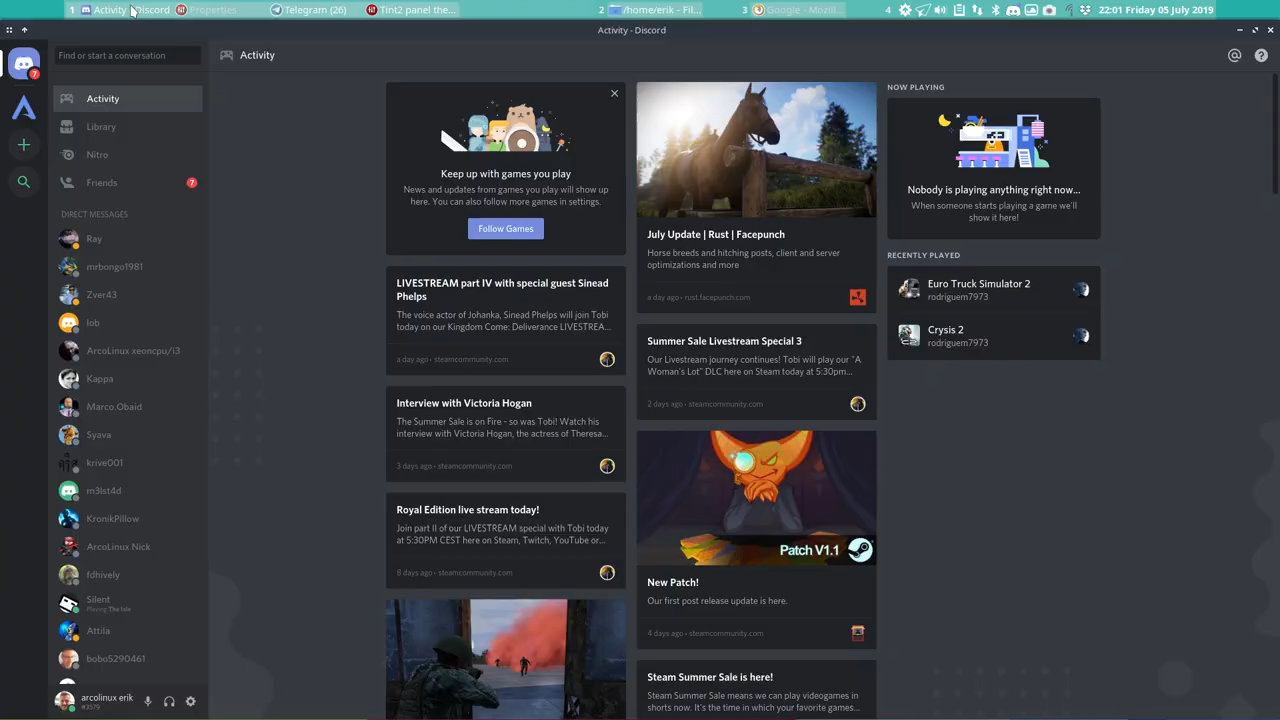 1 Activity - Discord Properties Telegram (26) Tint2 panel the... 2 /home/erik - Fil... 3 Google - Mozil... 4 22:01 Friday 05 July 2019
Activity - Discord
Find or start a conversation
Activity
7
Activity
Library
Nitro
Friends 7
DIRECT MESSAGES
Ray
mrbongo1981
Zver43
lob
ArcoLinux xeoncpu/i3
Kappa
Marco.Obaid
Syava
krive001
m3lst4d
KronikPillow
ArcoLinux Nick
fdhively
Silent
Playing The Isle
Attila
bobo5290461
arcolinux erik
#3579
Keep up with games you play
News and updates from games you play will show up
here. You can also follow more games in settings.
Follow Games
LIVESTREAM part IV with special guest Sinead
Phelps
The voice actor of Johanka, Sinead Phelps will join Tobi
today on our Kingdom Come: Deliverance LIVESTREA...
a day ago • steamcommunity.com
Interview with Victoria Hogan
The Summer Sale is on Fire - so was Tobi! Watch his
interview with Victoria Hogan, the actress of Theresa...
3 days ago • steamcommunity.com
Royal Edition live stream today!
Join part II of our LIVESTREAM special with Tobi today
at 5:30PM CEST here on Steam, Twitch, YouTube or...
8 days ago • steamcommunity.com
July Update | Rust | Facepunch
Horse breeds and hitching posts, client and server
optimizations and more
a day ago • rust.facepunch.com
Summer Sale Livestream Special 3
Our Livestream journey continues! Tobi will play our "A
Woman's Lot" DLC here on Steam today at 5:30pm...
2 days ago • steamcommunity.com
Patch V1.1
New Patch!
Our first post release update is here.
4 days ago • steamcommunity.com
Steam Summer Sale is here!
Steam Summer Sale means we can play videogames in
shorts now. It's the time in which your favorite games...
NOW PLAYING
Nobody is playing anything right now...
When someone starts playing a game we'll
show it here!
RECENTLY PLAYED
Euro Truck Simulator 2
rodriguem7973
Crysis 2
rodriguem7973